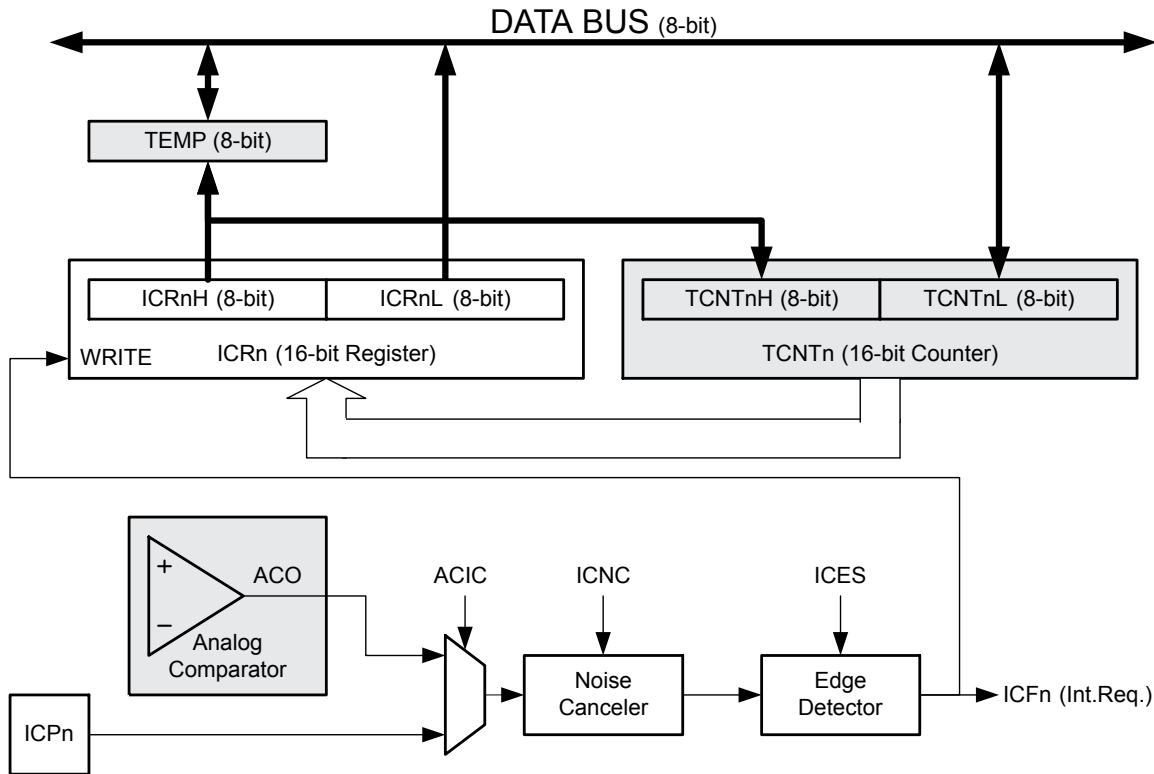 DATA BUS (8-bit)
TEMP (8-bit)
ICRnH (8-bit) ICRnL (8-bit)
TCNTnH (8-bit) TCNTnL (8-bit)
WRITE
ICRn (16-bit Register)
TCNTn (16-bit Counter)
+
−
ACO
Analog
Comparator
ACIC
ICNC
ICES
Noise
Canceler
Edge
Detector
ICFn (Int.Req.)
ICPn